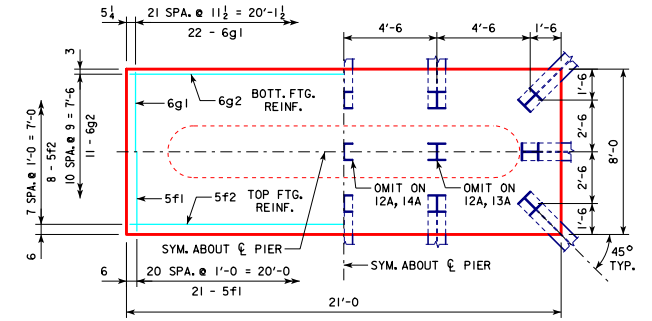 5¼
21 SPA.@ 11½ = 20'-1½
22 - 6g1
4'-6
4'-6
1'-6
3
6g1
6g2
BOTT. FTG.
REINF.
1'-6
2'-6
8'-0
2'-6
1'-6
7 SPA.@ 1'-0 = 7'-0
8 - 5f2
10 SPA.@ 9 = 7'-6
11 - 6g2
5f1
5f2
TOP FTG.
REINF.
OMIT ON
12A, 14A
OMIT ON
12A, 13A
6
SYM. ABOUT ℄ PIER
45°
TYP.
SYM. ABOUT ℄ PIER
6
20 SPA.@ 1'-0 = 20'-0
21 - 5f1
21'-0